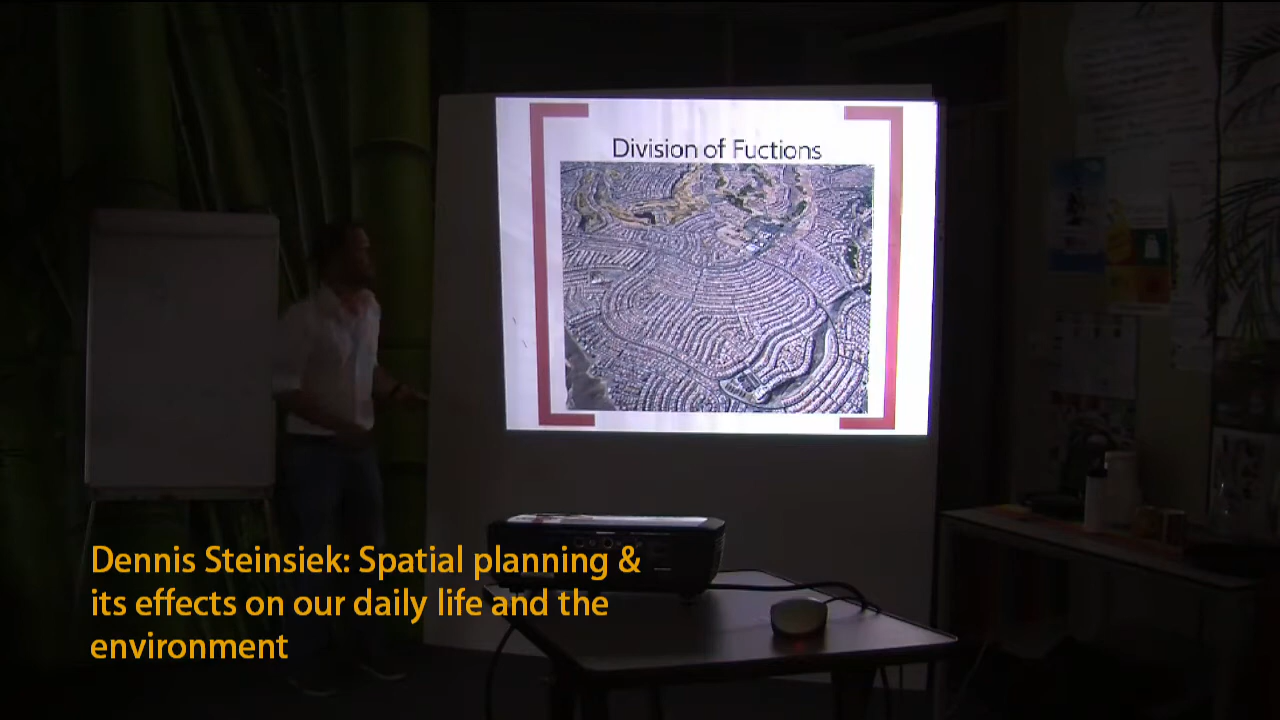 Division of Fuctions
Dennis Steinsiek: Spatial planning &
its effects on our daily life and the
environment